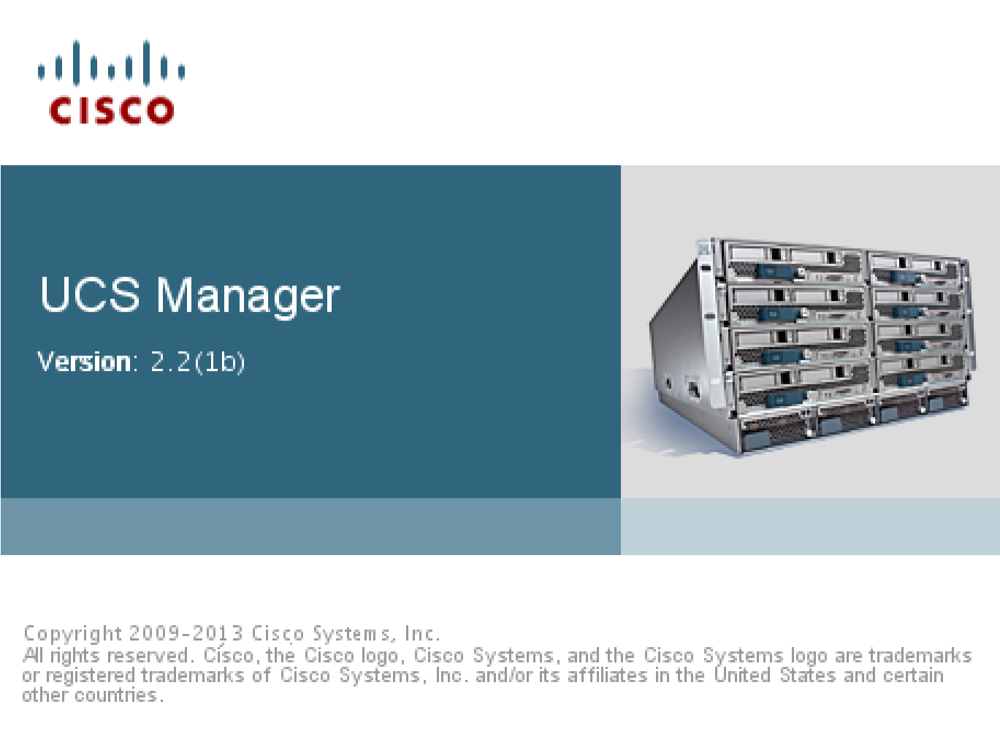 CISCO
UCS Manager
Version: 2.2(1b)
Copyright 2009-2013 Cisco Systems, Inc.
All rights reserved. Cisco, the Cisco logo, Cisco Systems, and the Cisco Systems logo are trademarks
or registered trademarks of Cisco Systems, Inc. and/or its affiliates in the United States and certain
other countries.